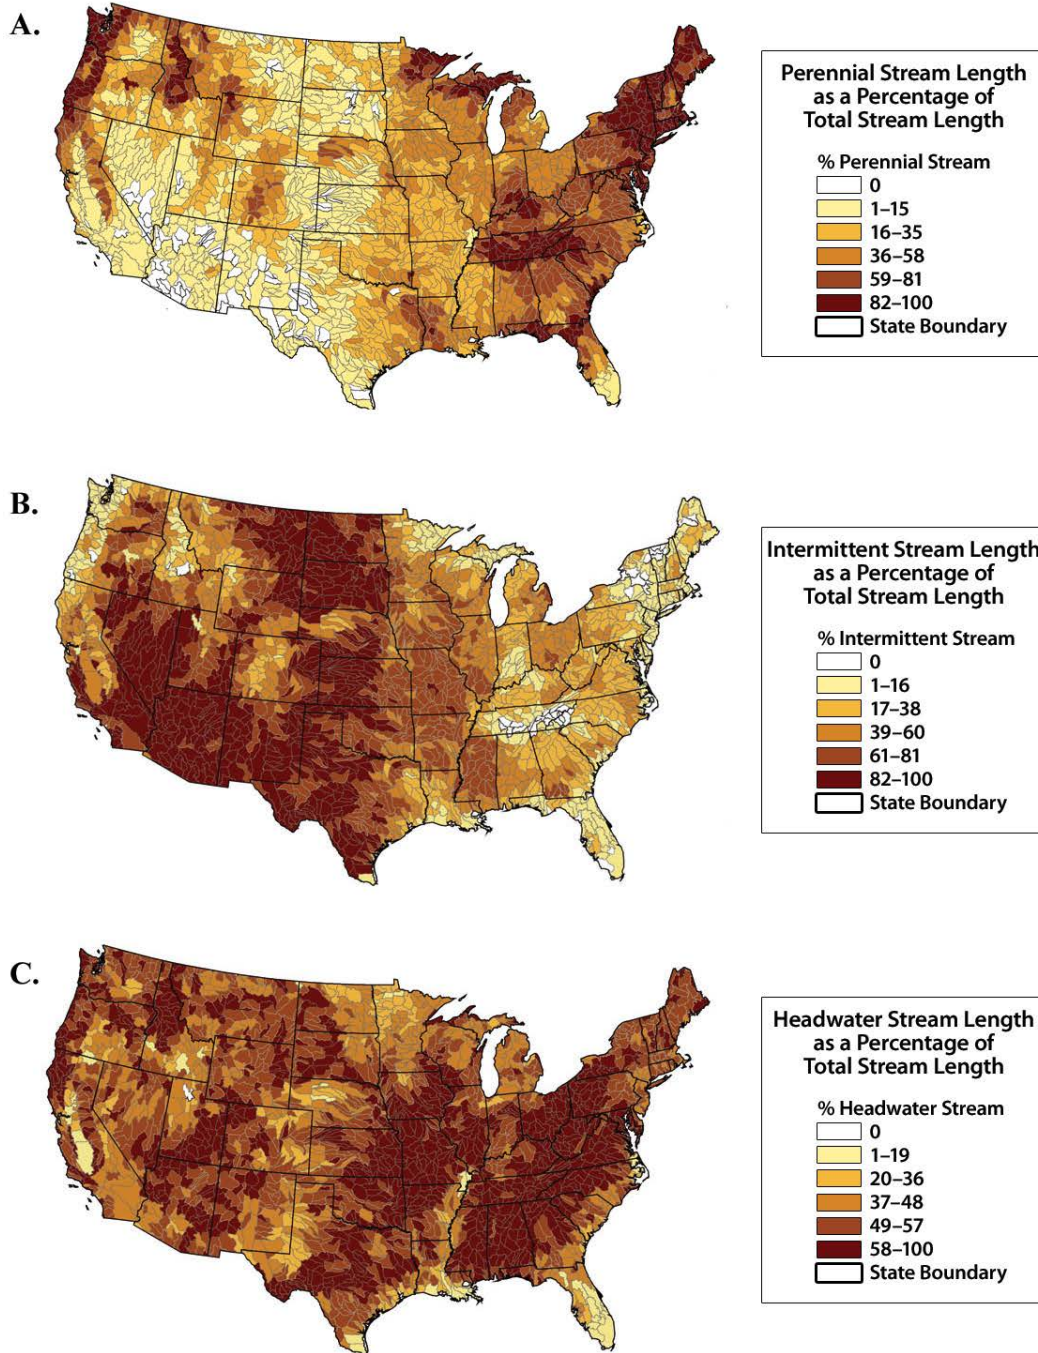 A.
Perennial Stream Length
as a Percentage of
Total Stream Length
% Perennial Stream
0
1–15
16–35
36–58
59–81
82–100
State Boundary
B.
Intermittent Stream Length
as a Percentage of
Total Stream Length
% Intermittent Stream
0
1–16
17–38
39–60
61–81
82–100
State Boundary
C.
Headwater Stream Length
as a Percentage of
Total Stream Length
% Headwater Stream
0
1–19
20–36
37–48
49–57
58–100
State Boundary